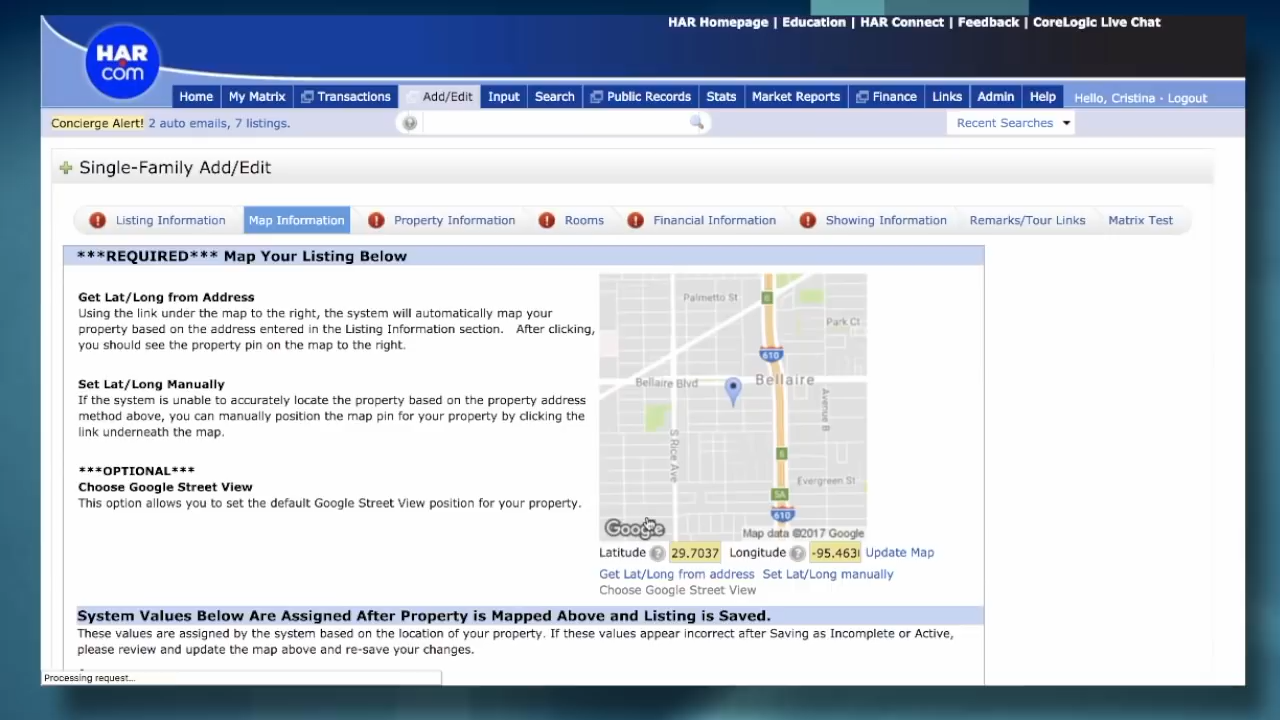 HAR Homepage | Education | HAR Connect | Feedback | CoreLogic Live Chat
HAR
com
Home
My Matrix
Transactions
Add/Edit
Input
Search
Public Records
Stats
Market Reports
Finance
Links
Admin
Help
Hello, Cristina · Logout
Concierge Alert! 2 auto emails, 7 listings.
Recent Searches
Single-Family Add/Edit
Listing Information
Map Information
Property Information
Rooms
Financial Information
Showing Information
Remarks/Tour Links
Matrix Test
***REQUIRED*** Map Your Listing Below
Get Lat/Long from Address
Using the link under the map to the right, the system will automatically map your
property based on the address entered in the Listing Information section. After clicking,
you should see the property pin on the map to the right.
Set Lat/Long Manually
If the system is unable to accurately locate the property based on the property address
method above, you can manually position the map pin for your property by clicking the
link underneath the map.
***OPTIONAL***
Choose Google Street View
This option allows you to set the default Google Street View position for your property.
Palmetto St
Park Ct
610
Bellaire Blvd
Bellaire
Avenue B
S Rice Ave
Evergreen St
5A
610
Google
Map data ©2017 Google
Latitude 29.7037 Longitude -95.463 Update Map
Get Lat/Long from address Set Lat/Long manually
Choose Google Street View
System Values Below Are Assigned After Property is Mapped Above and Listing is Saved.
These values are assigned by the system based on the location of your property. If these values appear incorrect after Saving as Incomplete or Active,
please review and update the map above and re-save your changes.
Processing request...